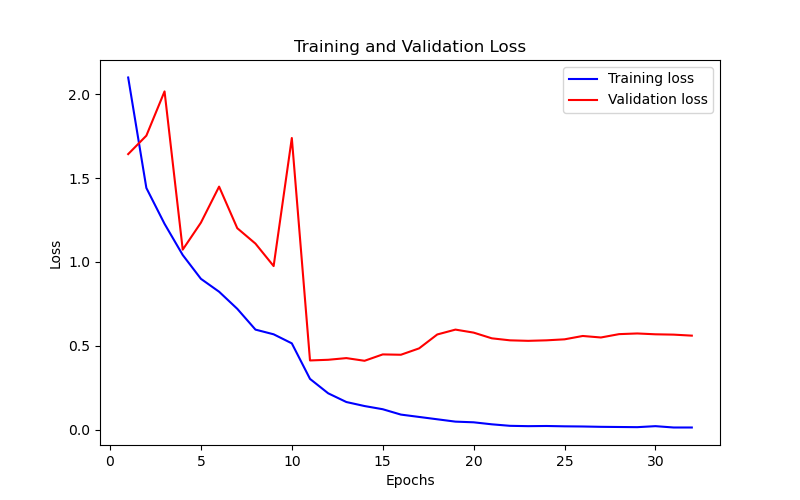 Training and Validation Loss
Training loss
Validation loss
2.0
1.5
1.0
0.5
0.0
Loss
0 5 10 15 20 25 30
Epochs